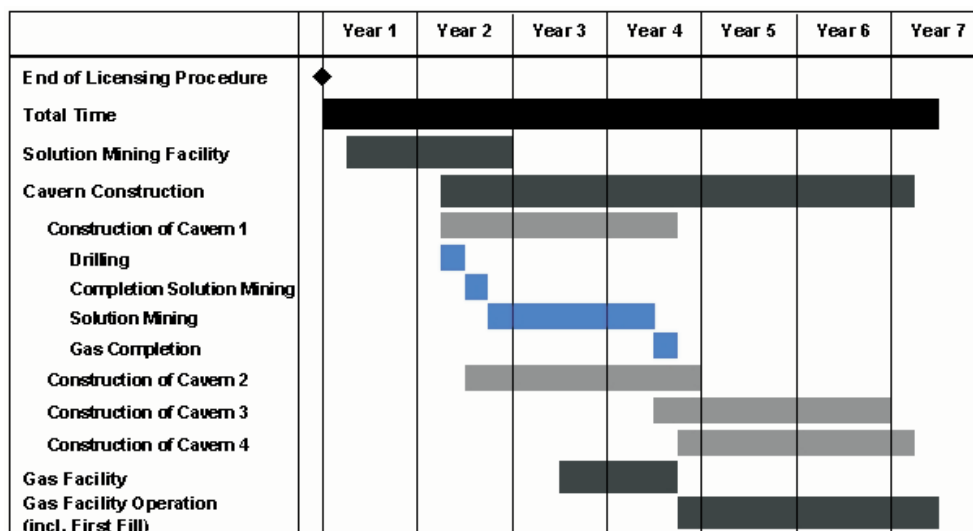 Year 1 Year 2 Year 3 Year 4 Year 5 Year 6 Year 7
End of Licensing Procedure
Total Time
Solution Mining Facility
Cavern Construction
Construction of Cavern 1
Drilling
Completion Solution Mining
Solution Mining
Gas Completion
Construction of Cavern 2
Construction of Cavern 3
Construction of Cavern 4
Gas Facility
Gas Facility Operation
(incl. First Fill)